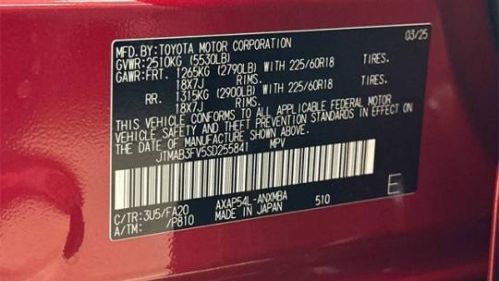 MFD.BY:TOYOTA MOTOR CORPORATION 03/25
GVWR:2510KG (5530LB)
GAWR:FRT. 1265KG (2790LB) WITH 225/60R18 TIRES.
18X7J RIMS.
RR. 1315KG (2900LB) WITH 225/60R18 TIRES.
18X7J RIMS.
THIS VEHICLE CONFORMS TO ALL APPLICABLE FEDERAL MOTOR
VEHICLE SAFETY AND THEFT PREVENTION STANDARDS IN EFFECT ON
THE DATE OF MANUFACTURE SHOWN ABOVE.
JTMAB3FV5SD255841 MPV
C/TR:3U5/FA20 AXAP54L-ANXMBA 510 E
A/TM: /P810 MADE IN JAPAN